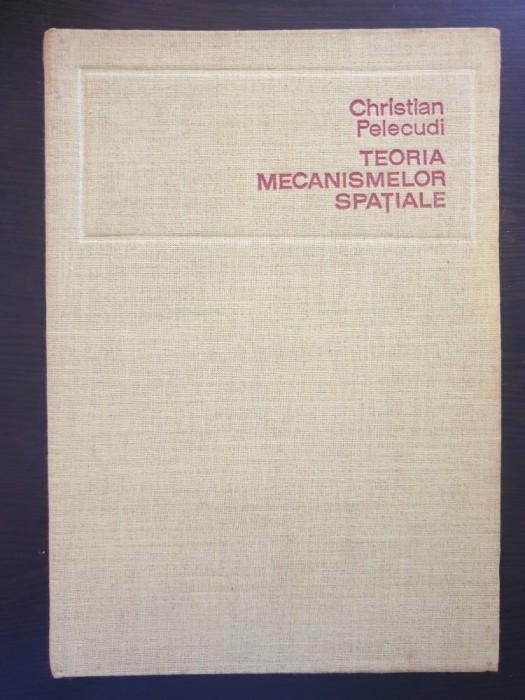 Christian
Pelecudi
TEORIA
MECANISMELOR
SPAȚIALE